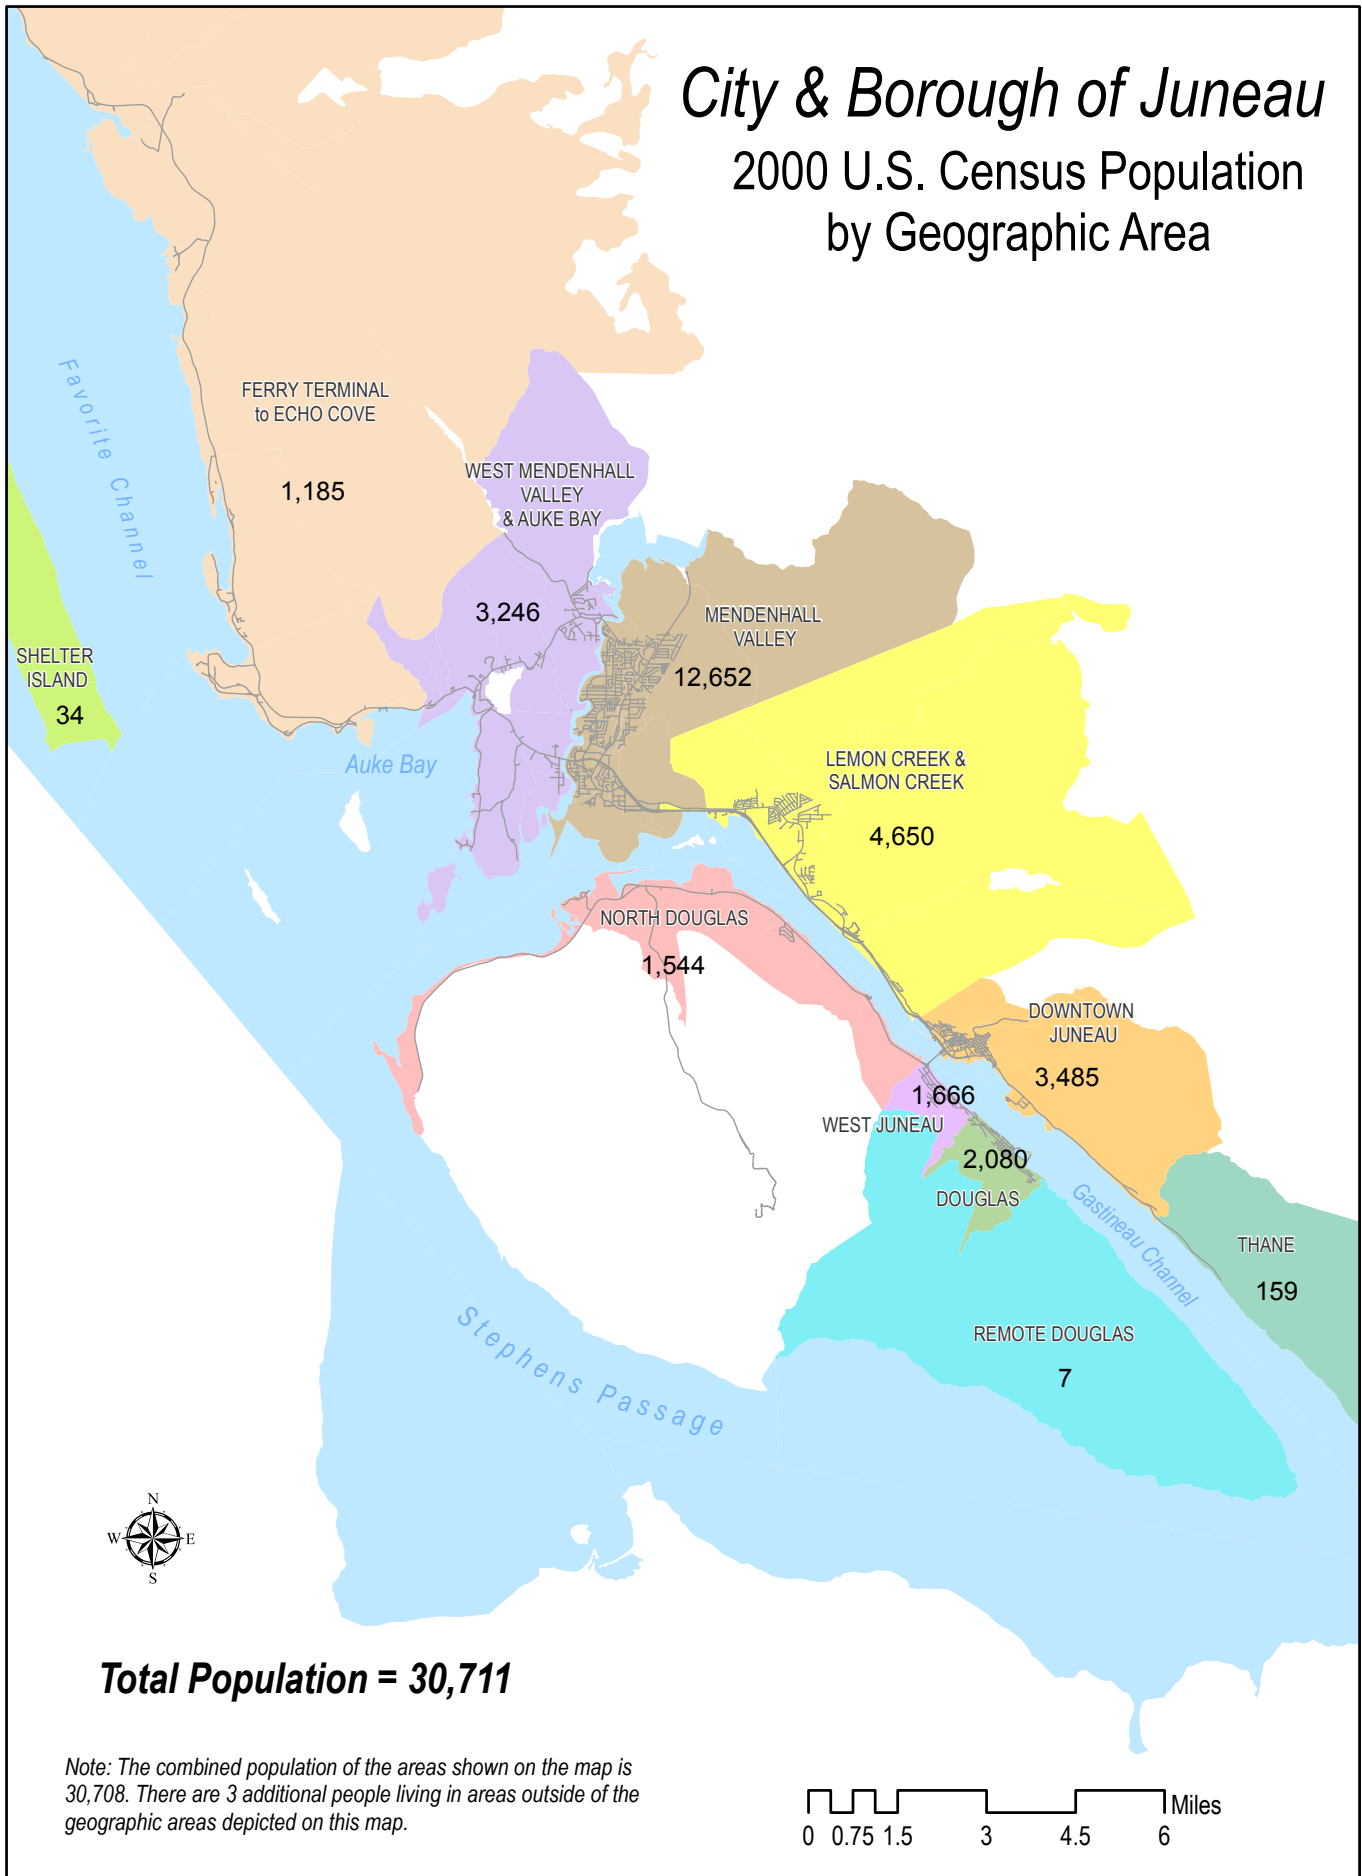 City & Borough of Juneau
2000 U.S. Census Population
by Geographic Area
Favorite Channel
FERRY TERMINAL
to ECHO COVE
1,185
WEST MENDENHALL
VALLEY
& AUKE BAY
3,246
MENDENHALL
VALLEY
12,652
SHELTER
ISLAND
34
Auke Bay
LEMON CREEK &
SALMON CREEK
4,650
NORTH DOUGLAS
1,544
DOWNTOWN
JUNEAU
3,485
1,666
WEST JUNEAU
2,080
DOUGLAS
Gastineau Channel
THANE
159
REMOTE DOUGLAS
7
Stephens Passage
N
W E
S
Total Population = 30,711
Note: The combined population of the areas shown on the map is
30,708. There are 3 additional people living in areas outside of the
geographic areas depicted on this map.
Miles
0 0.75 1.5 3 4.5 6